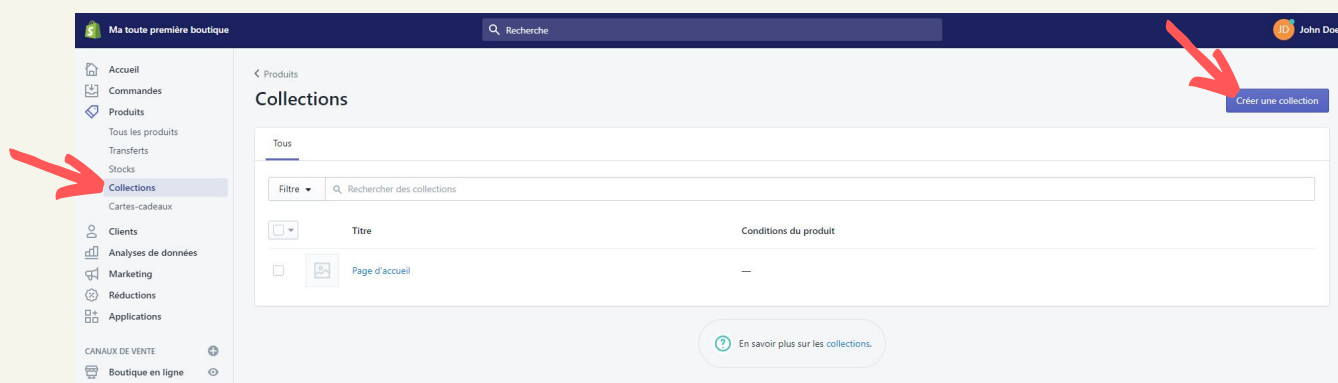 Ma toute première boutique
Recherche
JD
John Doe
Accueil
Commandes
Produits
Tous les produits
Transferts
Stocks
Collections
Cartes-cadeaux
Clients
Analyses de données
Marketing
Réductions
Applications
CANAUX DE VENTE
Boutique en ligne
Produits
Collections
Créer une collection
Tous
Filtre
Rechercher des collections
Titre Conditions du produit
Page d'accueil —
En savoir plus sur les collections.